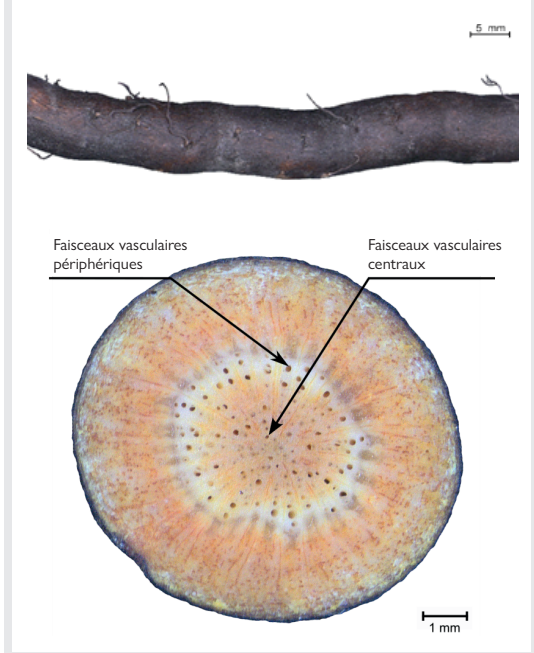 5 mm
Faisceaux vasculaires
périphériques
Faisceaux vasculaires
centraux
1 mm